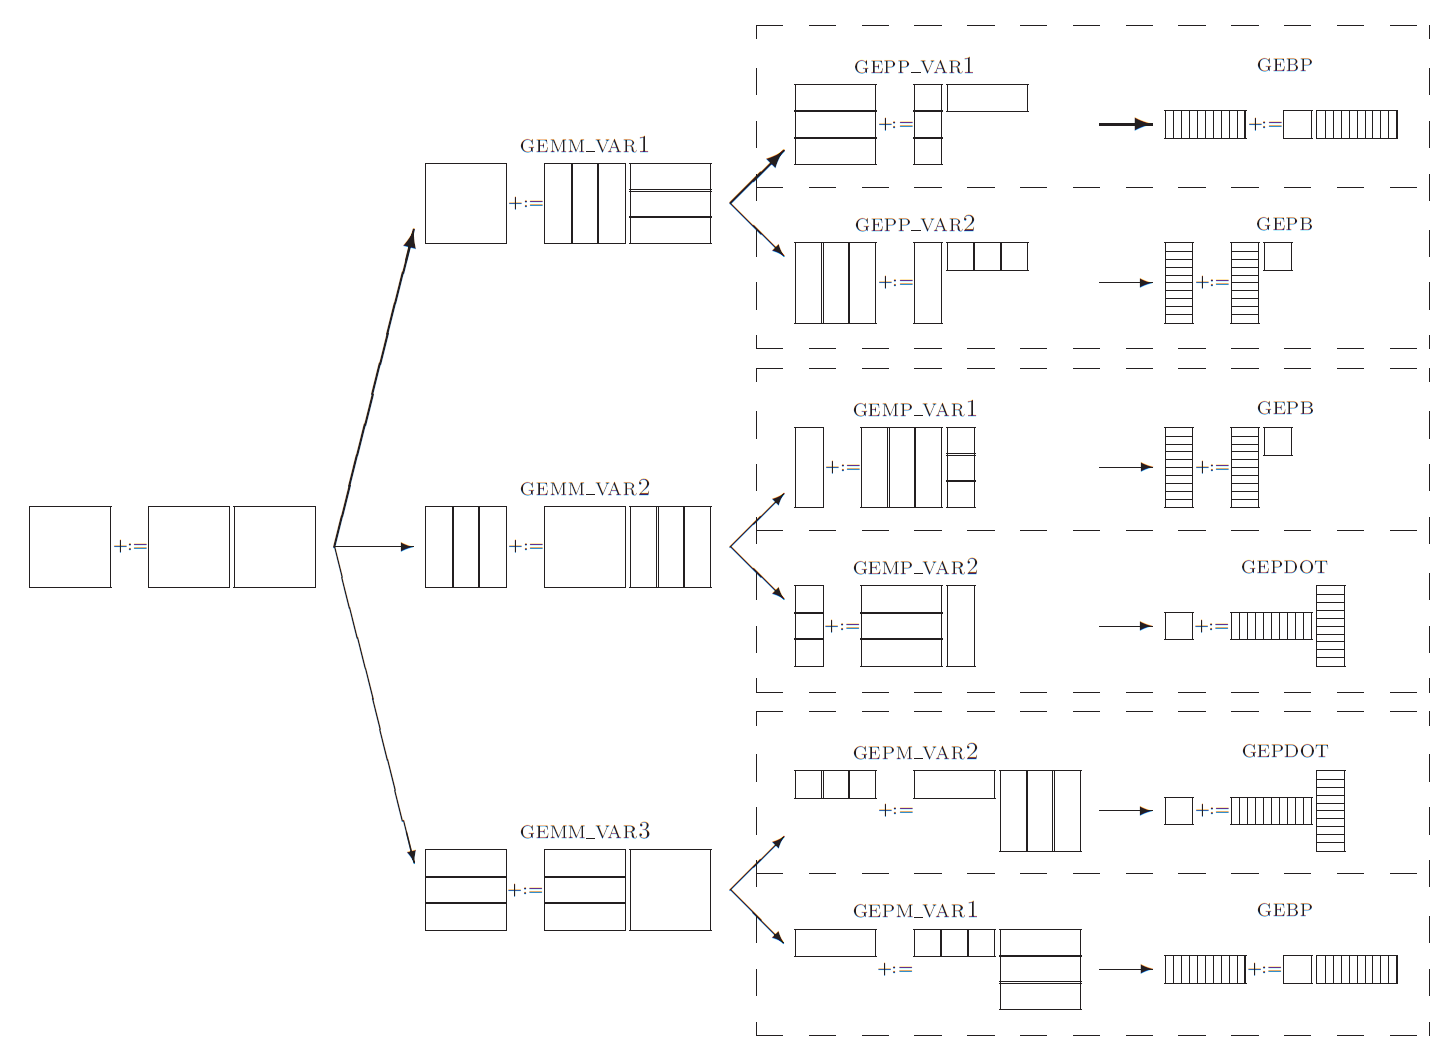 GEPP_VAR1 GEBP
+:= +:=
GEMM_VAR1
+:=
GEPP_VAR2 GEPB
+:= +:=
GEMP_VAR1 GEPB
+:= +:=
GEMM_VAR2
+:= +:=
GEMP_VAR2 GEPDOT
+:= +:=
GEPM_VAR2 GEPDOT
+:= +:=
GEMM_VAR3
+:=
GEPM_VAR1 GEBP
+:= +:=